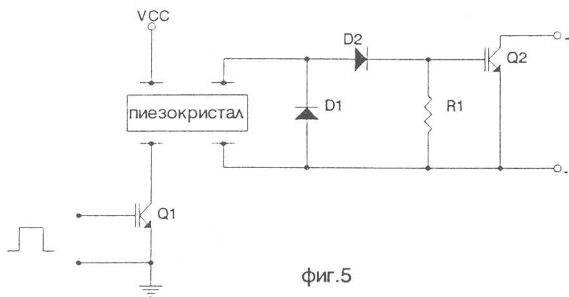 VCC
D2
Q2
пиезокристал
D1
R1
Q1
фиг.5